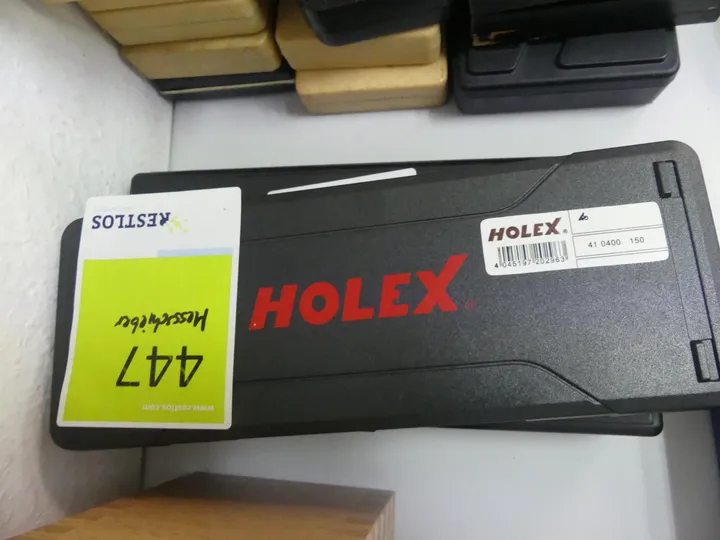 HOLEX®
HOLEX®
41 0400 150
4 045197 202963
RESTLOS
Messschieber
447
www.restlos.com